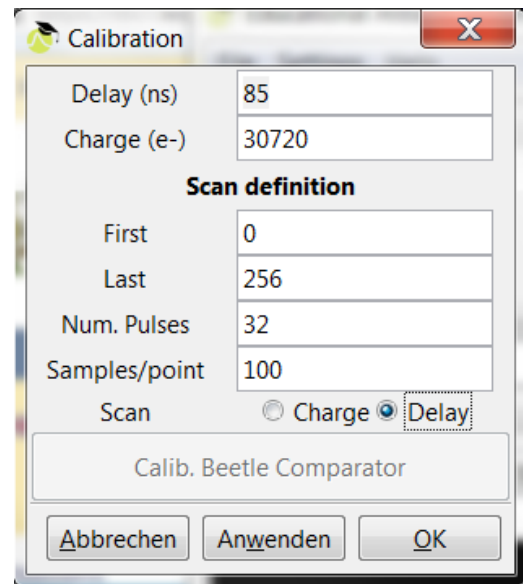 Calibration
Delay (ns) 85
Charge (e-) 30720
Scan definition
First 0
Last 256
Num. Pulses 32
Samples/point 100
Scan Charge Delay
Calib. Beetle Comparator
Abbrechen Anwenden OK